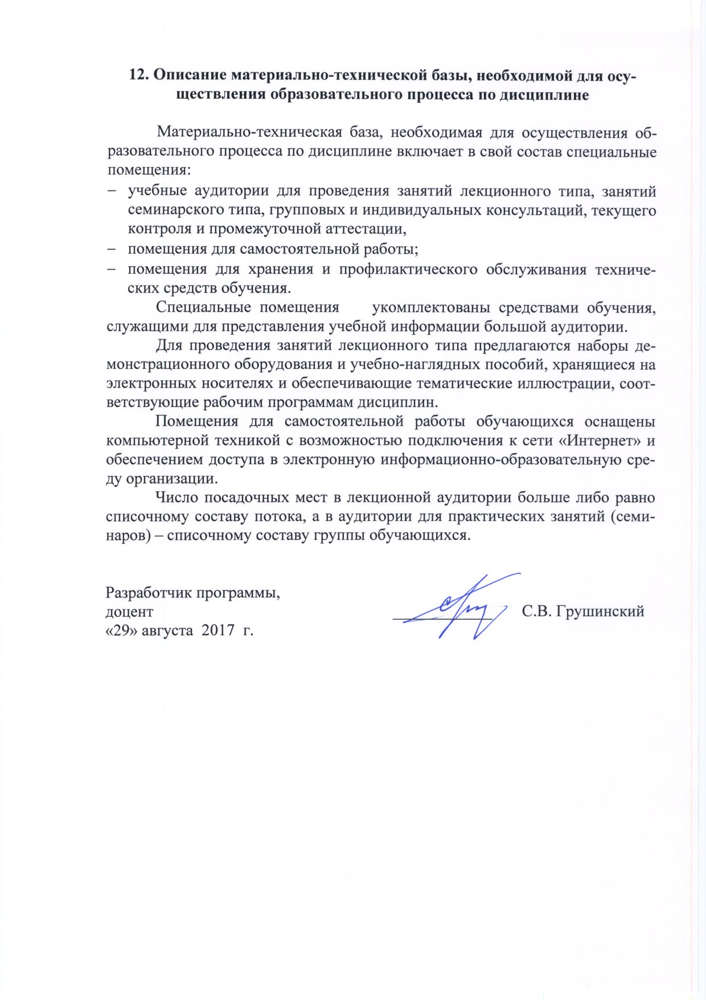 12. Описание материально-технической базы, необходимой для осу-
ществления образовательного процесса по дисциплине
Материально-техническая база, необходимая для осуществления об-
разовательного процесса по дисциплине включает в свой состав специальные
помещения:
– учебные аудитории для проведения занятий лекционного типа, занятий
семинарского типа, групповых и индивидуальных консультаций, текущего
контроля и промежуточной аттестации,
– помещения для самостоятельной работы;
– помещения для хранения и профилактического обслуживания техниче-
ских средств обучения.
Специальные помещения укомплектованы средствами обучения,
служащими для представления учебной информации большой аудитории.
Для проведения занятий лекционного типа предлагаются наборы де-
монстрационного оборудования и учебно-наглядных пособий, хранящиеся на
электронных носителях и обеспечивающие тематические иллюстрации, соот-
ветствующие рабочим программам дисциплин.
Помещения для самостоятельной работы обучающихся оснащены
компьютерной техникой с возможностью подключения к сети «Интернет» и
обеспечением доступа в электронную информационно-образовательную сре-
ду организации.
Число посадочных мест в лекционной аудитории больше либо равно
списочному составу потока, а в аудитории для практических занятий (семи-
наров) – списочному составу группы обучающихся.
Разработчик программы,
доцент С.В. Грушинский
«29» августа 2017 г.